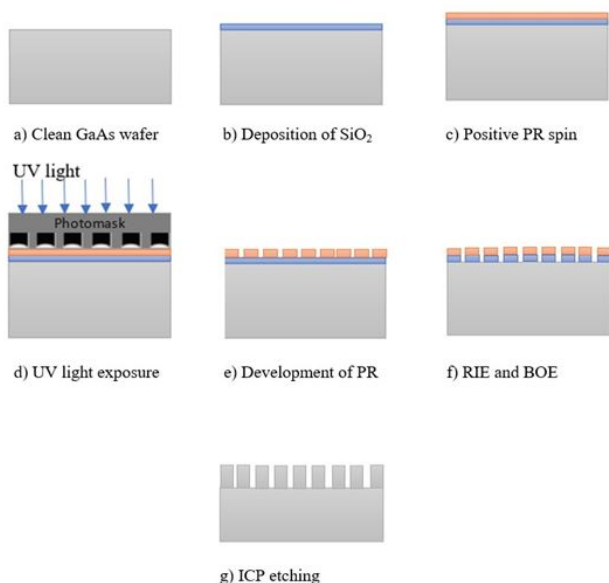 a) Clean GaAs wafer
b) Deposition of SiO₂
c) Positive PR spin
UV light
Photomask
d) UV light exposure
e) Development of PR
f) RIE and BOE
g) ICP etching